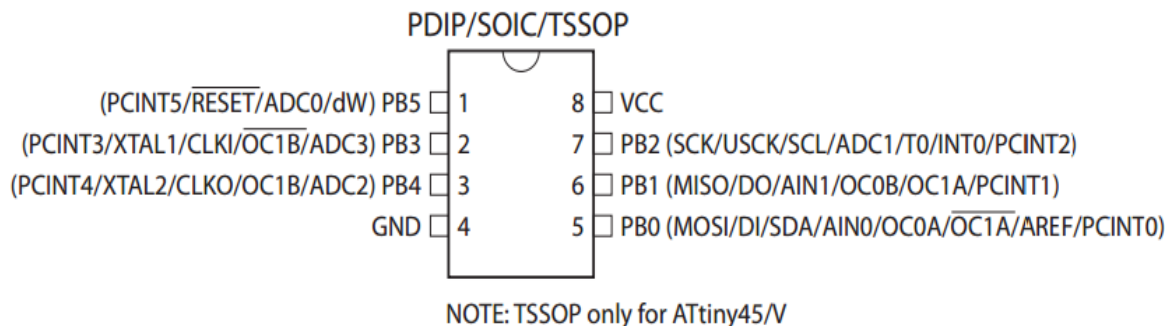 PDIP/SOIC/TSSOP
(PCINT5/RESET/ADC0/dW) PB5 1 8 VCC
(PCINT3/XTAL1/CLKI/OC1B/ADC3) PB3 2 7 PB2 (SCK/USCK/SCL/ADC1/T0/INT0/PCINT2)
(PCINT4/XTAL2/CLKO/OC1B/ADC2) PB4 3 6 PB1 (MISO/DO/AIN1/OC0B/OC1A/PCINT1)
GND 4 5 PB0 (MOSI/DI/SDA/AIN0/OC0A/OC1A/AREF/PCINT0)
NOTE: TSSOP only for ATtiny45/V